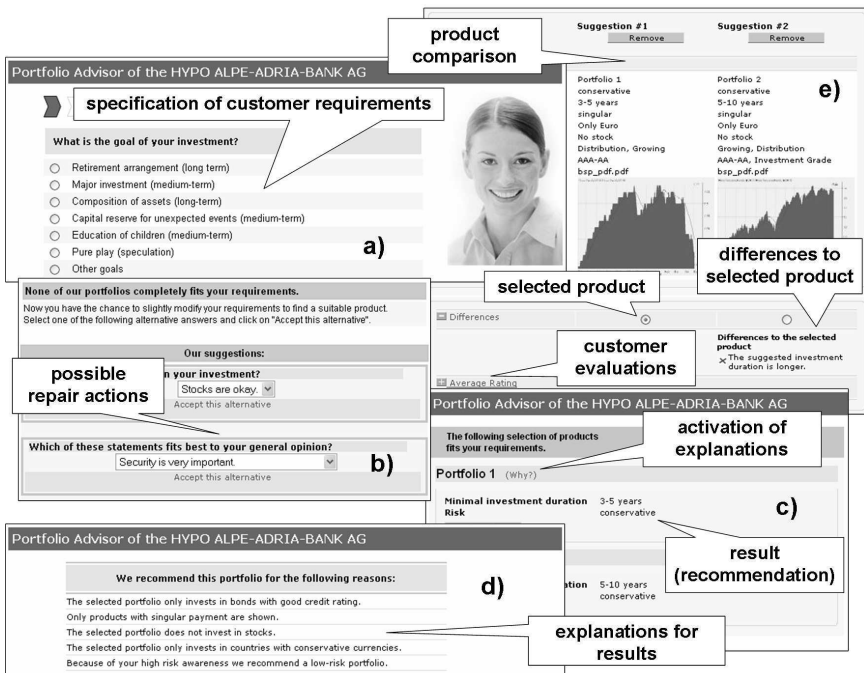 Portfolio Advisor of the HYPO ALPE-ADRIA-BANK AG
specification of customer requirements
What is the goal of your investment?
Retirement arrangement (long term)
Major investment (medium-term)
Composition of assets (long-term)
Capital reserve for unexpected events (medium-term)
Education of children (medium-term)
Pure play (speculation)
Other goals
a)
None of our portfolios completely fits your requirements.
Now you have the chance to slightly modify your requirements to find a suitable product.
Select one of the following alternative answers and click on "Accept this alternative".
Our suggestions:
possible
repair actions
n your investment?
Stocks are okay.
Accept this alternative
Which of these statements fits best to your general opinion?
Security is very important.
Accept this alternative
b)
product
comparison
Suggestion #1
Remove
Suggestion #2
Remove
e)
Portfolio 1
conservative
3-5 years
singular
Only Euro
No stock
Distribution, Growing
AAA-AA
bsp_pdf.pdf
Portfolio 2
conservative
5-10 years
singular
Only Euro
No stock
Growing, Distribution
AAA-AA, Investment Grade
bsp_pdf.pdf
differences to
selected product
selected product
Differences
Differences to the selected
product
The suggested investment
duration is longer.
customer
evaluations
Average Rating
Portfolio Advisor of the HYPO ALPE-ADRIA-BANK AG
The following selection of products
fits your requirements.
activation of
explanations
Portfolio 1 (Why?)
Minimal investment duration 3-5 years
Risk conservative
c)
result
(recommendation)
ation 5-10 years
conservative
Portfolio Advisor of the HYPO ALPE-ADRIA-BANK AG
We recommend this portfolio for the following reasons:
d)
The selected portfolio only invests in bonds with good credit rating.
Only products with singular payment are shown.
The selected portfolio does not invest in stocks.
The selected portfolio only invests in countries with conservative currencies.
Because of your high risk awareness we recommend a low-risk portfolio.
explanations for
results